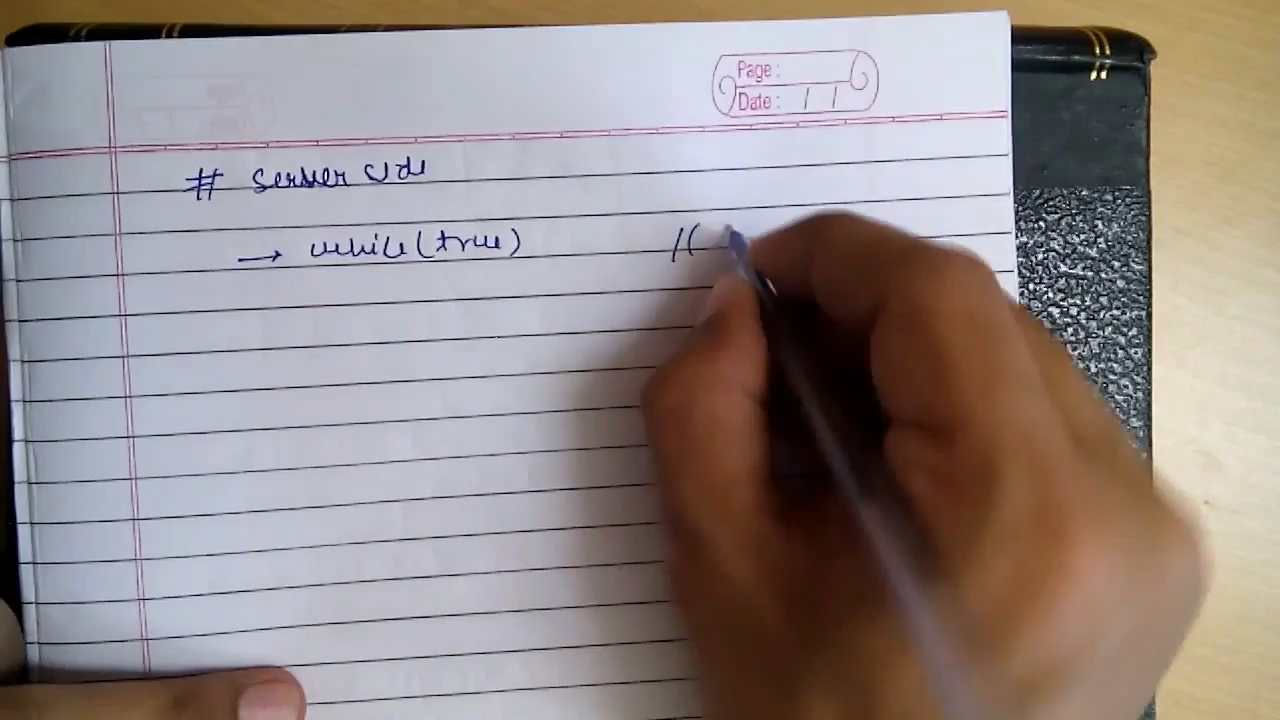 Page :
Date : / /
# Server side
→ while(true) //